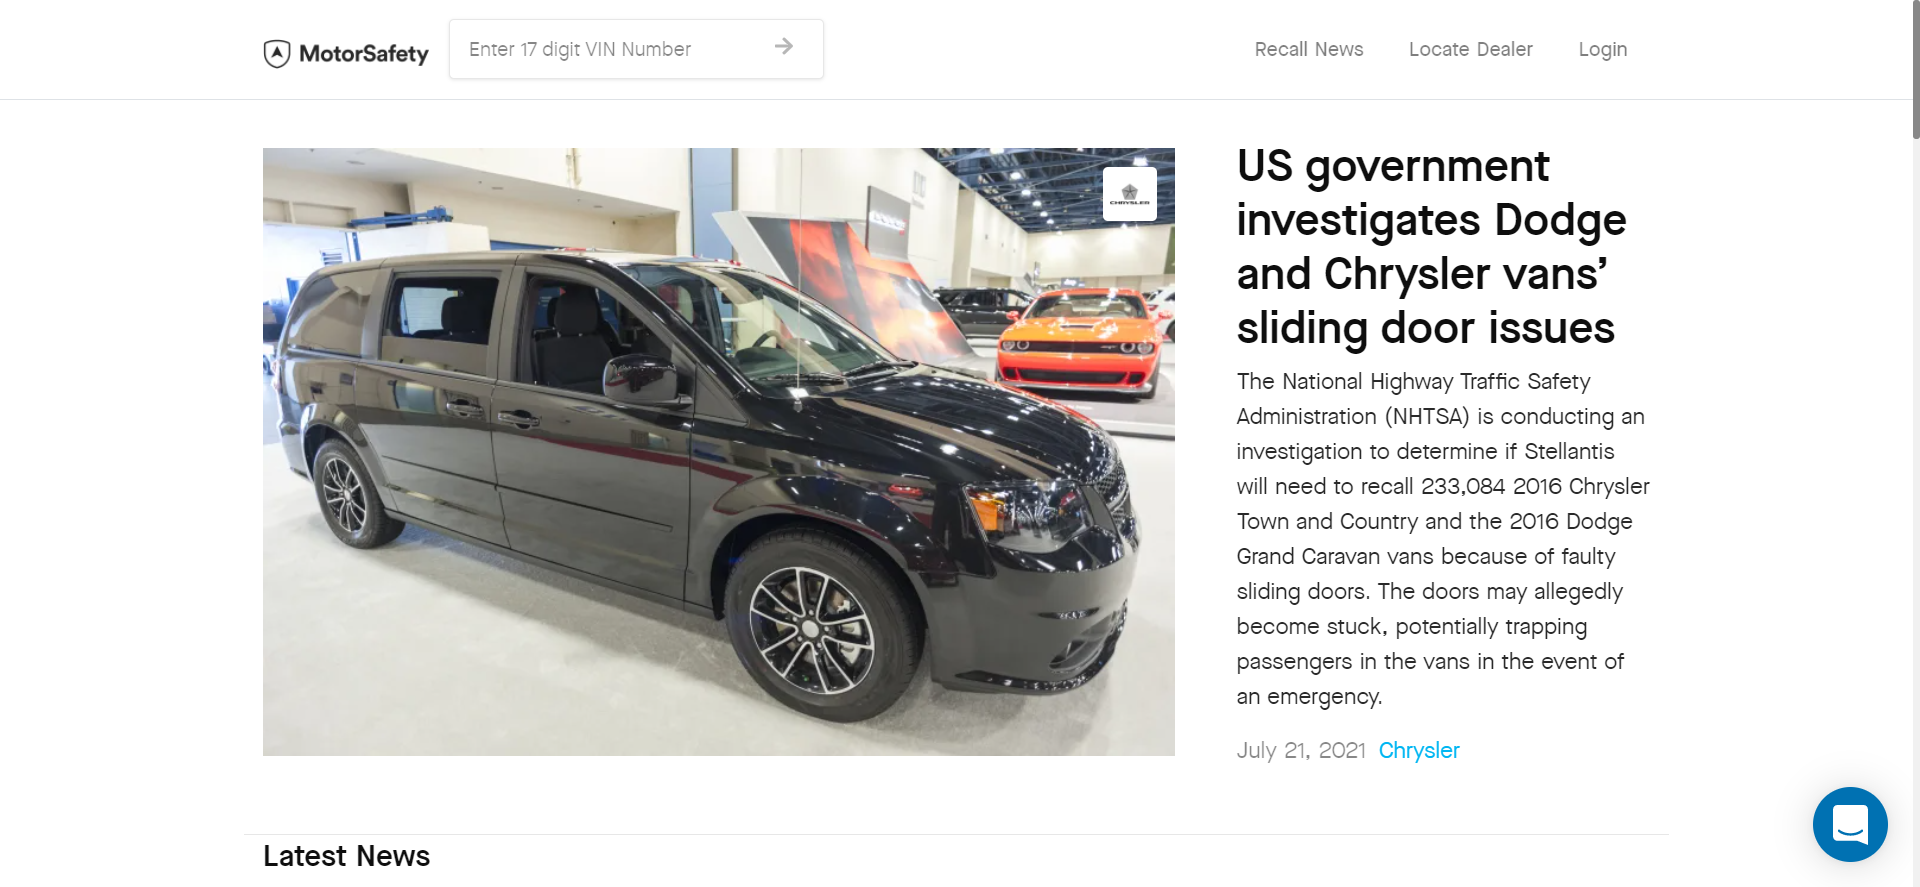 MotorSafety
Enter 17 digit VIN Number
Recall News
Locate Dealer
Login
CHRYSLER
US government
investigates Dodge
and Chrysler vans’
sliding door issues
The National Highway Traffic Safety
Administration (NHTSA) is conducting an
investigation to determine if Stellantis
will need to recall 233,084 2016 Chrysler
Town and Country and the 2016 Dodge
Grand Caravan vans because of faulty
sliding doors. The doors may allegedly
become stuck, potentially trapping
passengers in the vans in the event of
an emergency.
July 21, 2021 Chrysler
Latest News